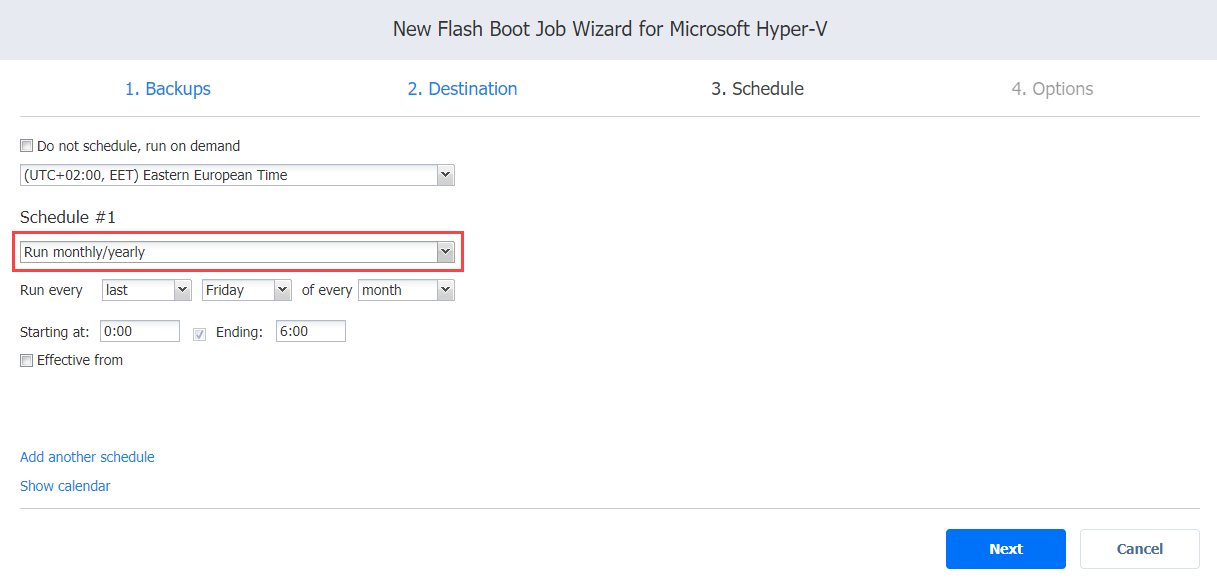 New Flash Boot Job Wizard for Microsoft Hyper-V
1. Backups 2. Destination 3. Schedule 4. Options
Do not schedule, run on demand
(UTC+02:00, EET) Eastern European Time
Schedule #1
Run monthly/yearly
Run every last Friday of every month
Starting at: 0:00 Ending: 6:00
Effective from
Add another schedule
Show calendar
Next Cancel